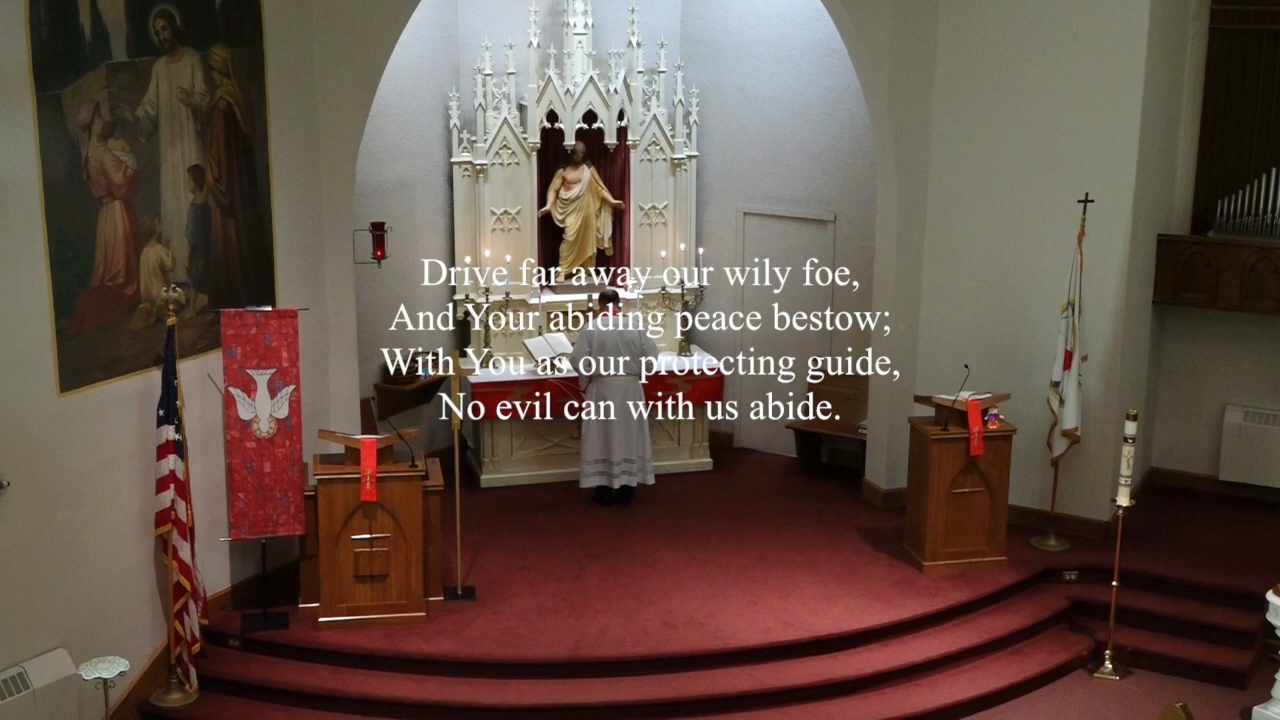 Drive far away our wily foe,
And Your abiding peace bestow;
With You as our protecting guide,
No evil can with us abide.